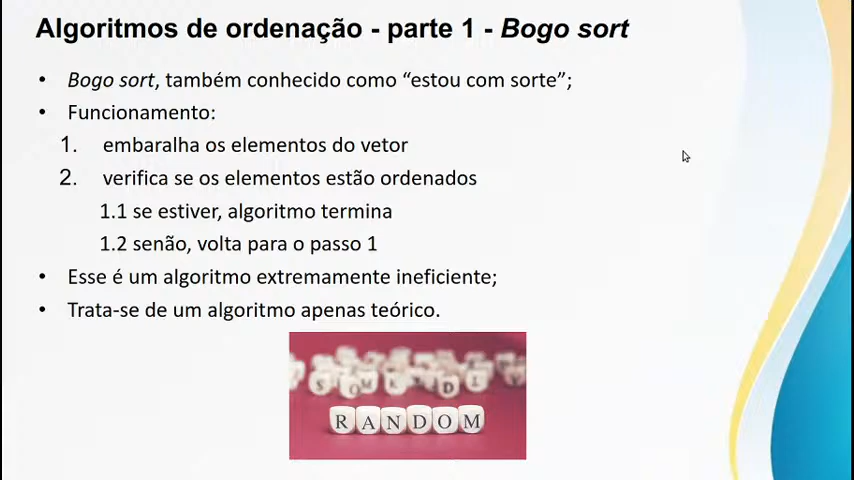 Algoritmos de ordenação - parte 1 - Bogo sort
• Bogo sort, também conhecido como “estou com sorte”;
• Funcionamento:
1. embaralha os elementos do vetor
2. verifica se os elementos estão ordenados
1.1 se estiver, algoritmo termina
1.2 senão, volta para o passo 1
• Esse é um algoritmo extremamente ineficiente;
• Trata-se de um algoritmo apenas teórico.
RANDOM